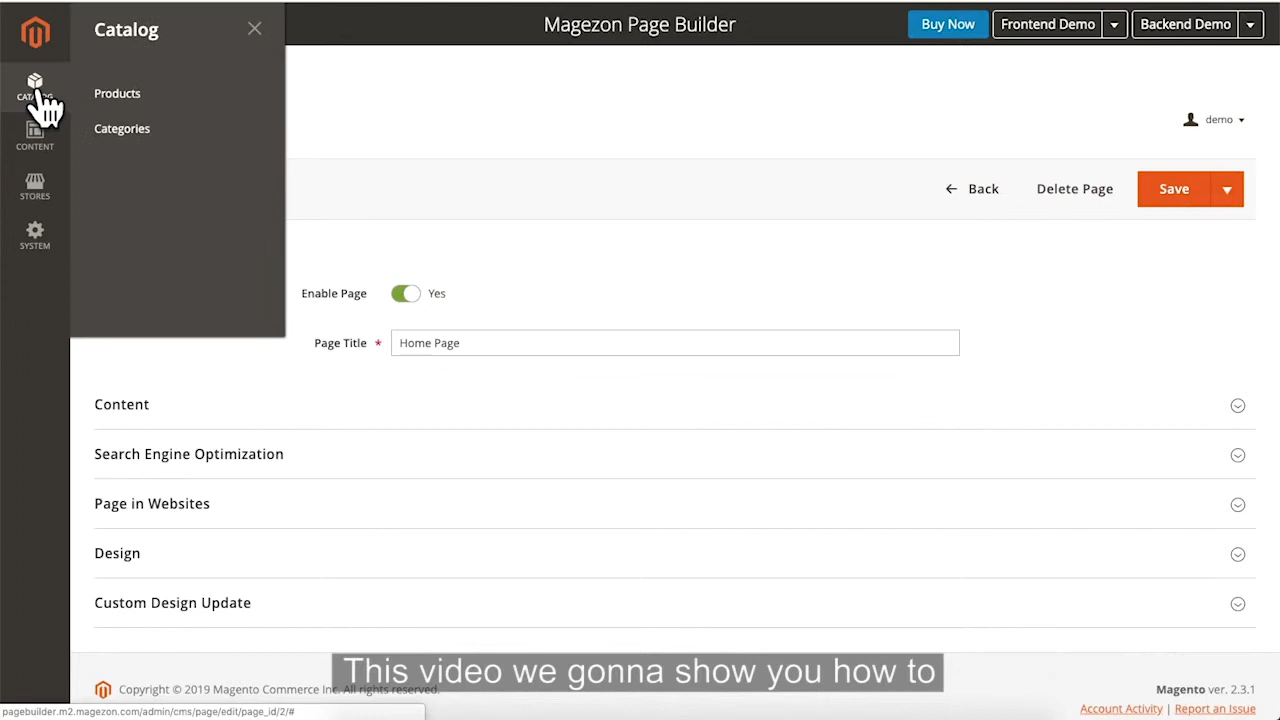 Catalog
Magezon Page Builder
Buy Now
Frontend Demo
Backend Demo
Products
Categories
CONTENT
STORES
SYSTEM
demo
Back
Delete Page
Save
Enable Page
Yes
Page Title *
Home Page
Content
Search Engine Optimization
Page in Websites
Design
Custom Design Update
This video we gonna show you how to
Copyright © 2019 Magento Commerce Inc. All rights reserved.
Magento ver. 2.3.1
pagebuilder.m2.magezon.com/admin/cms/page/edit/page_id/2/#
Account Activity | Report an Issue